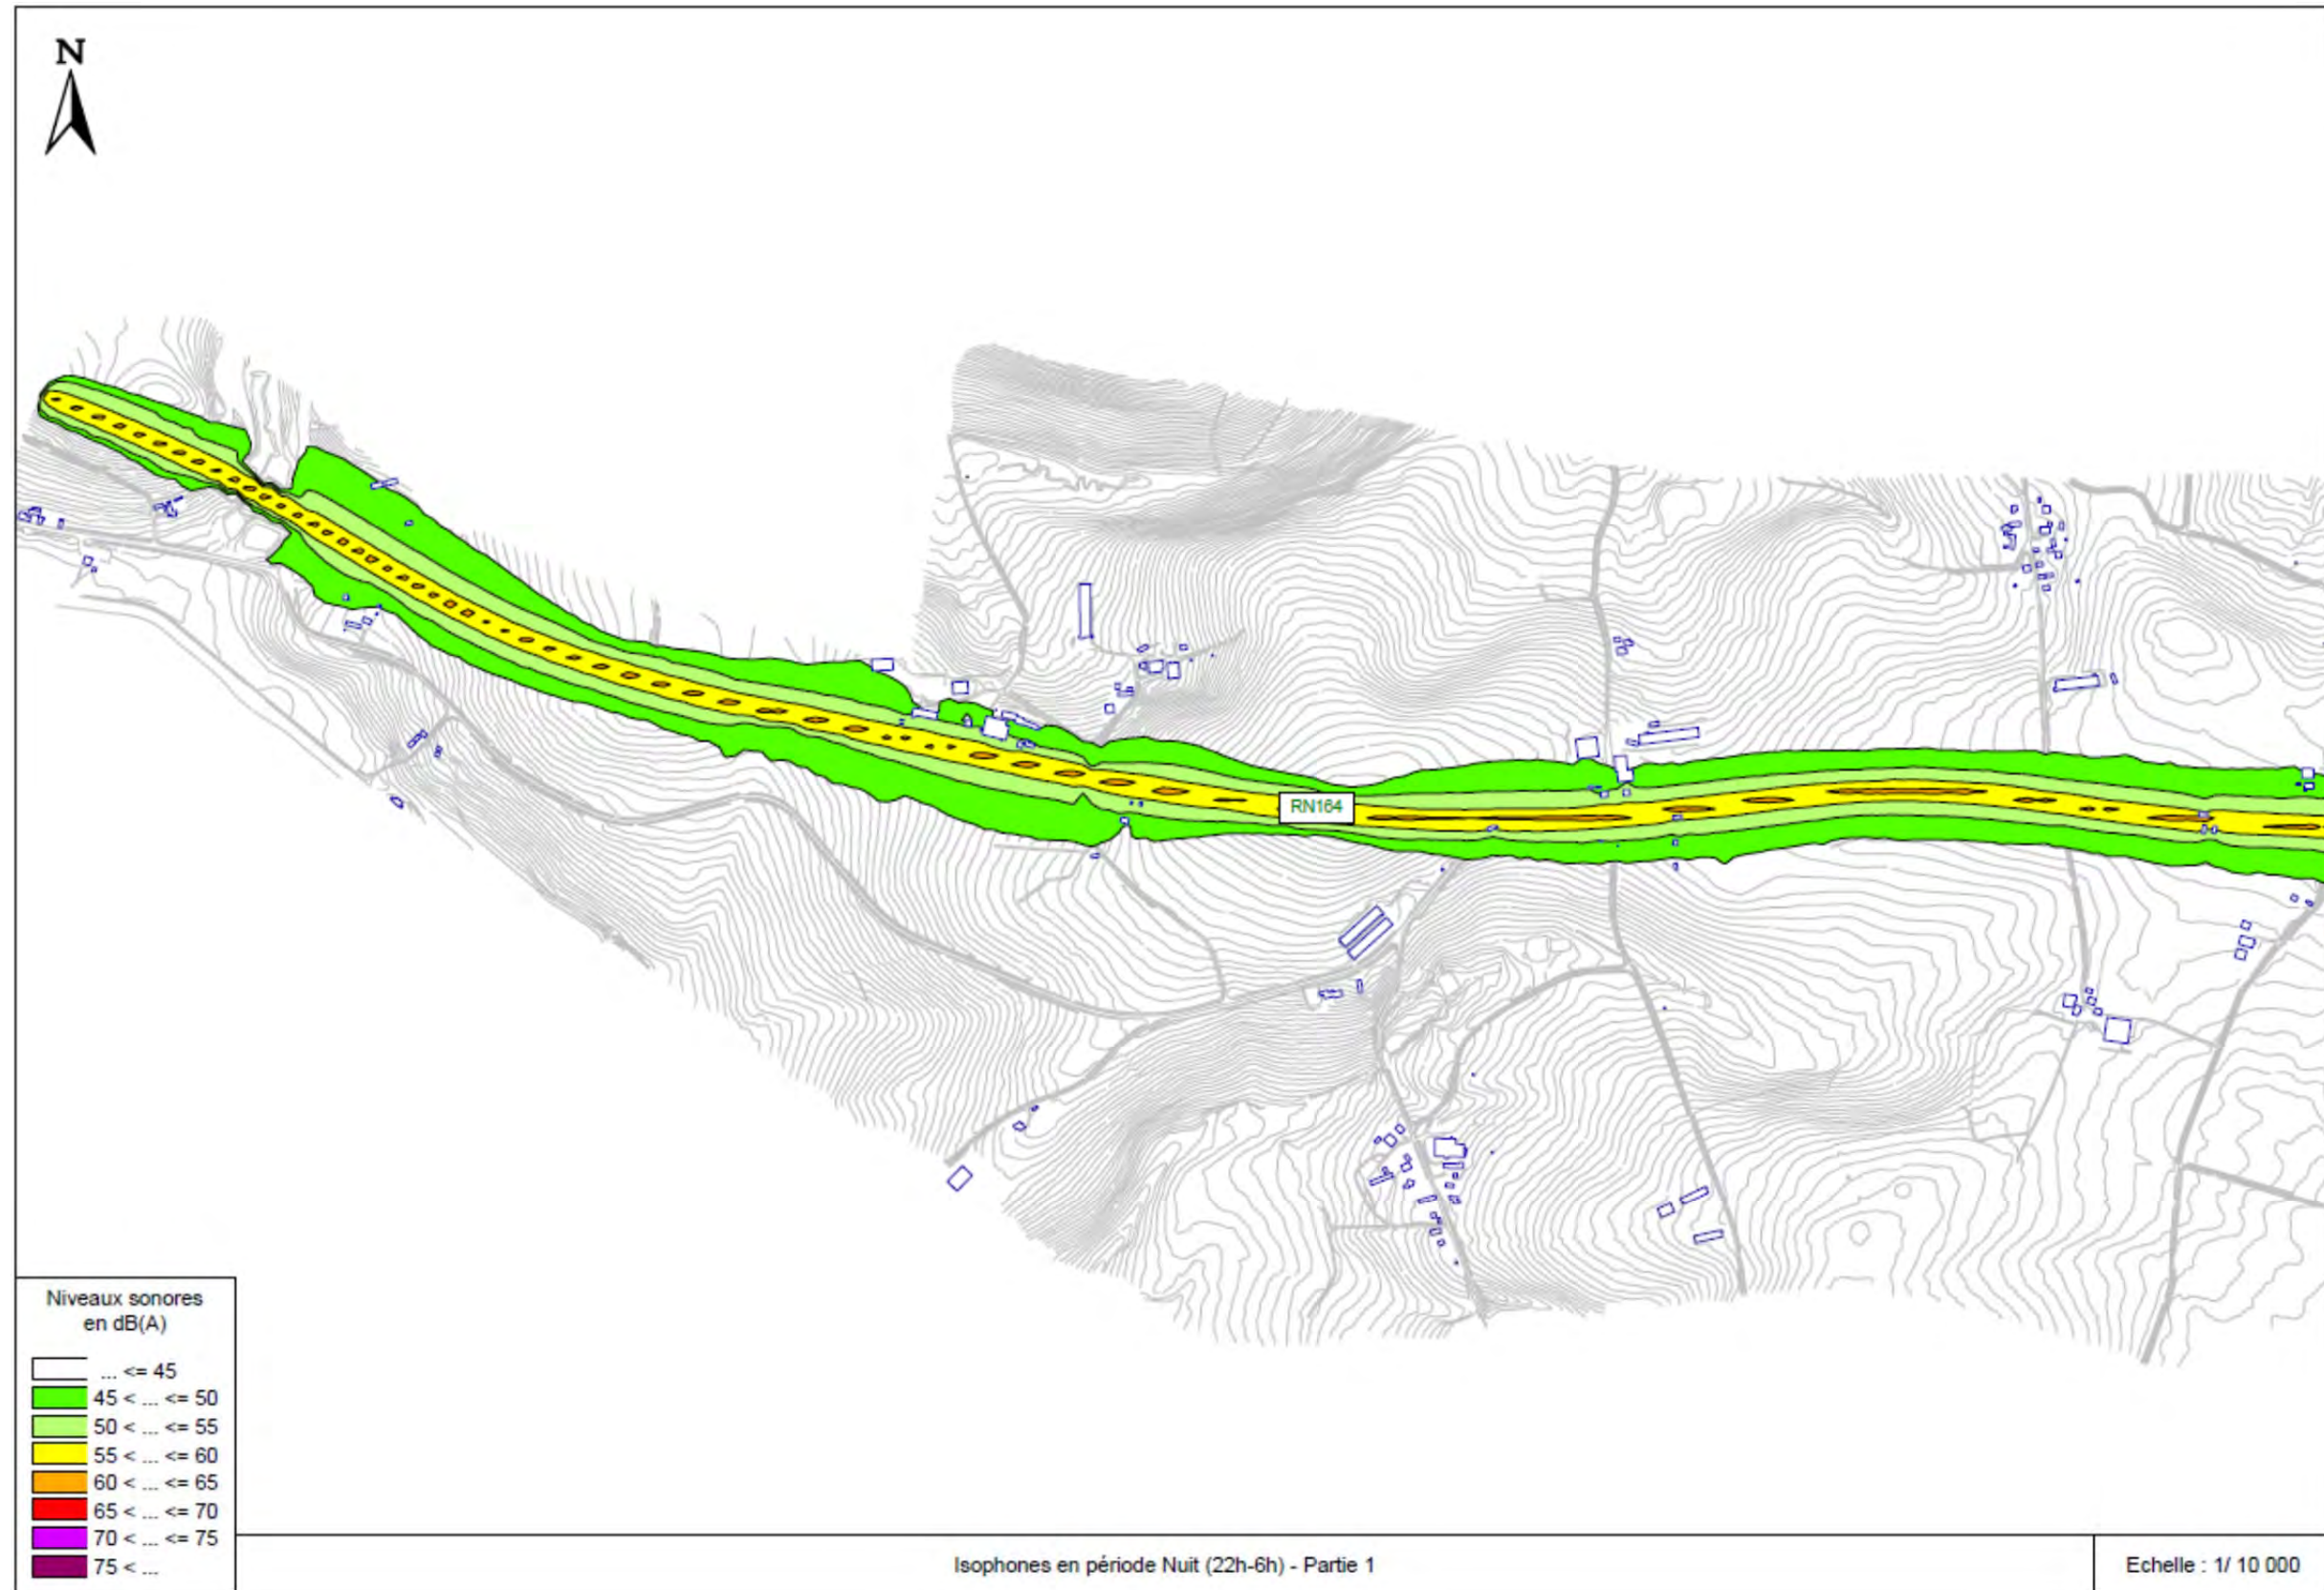 N
RN164
Niveaux sonores
en dB(A)
... <= 45
45 < ... <= 50
50 < ... <= 55
55 < ... <= 60
60 < ... <= 65
65 < ... <= 70
70 < ... <= 75
75 < ...
Isophones en période Nuit (22h-6h) - Partie 1
Echelle : 1/ 10 000